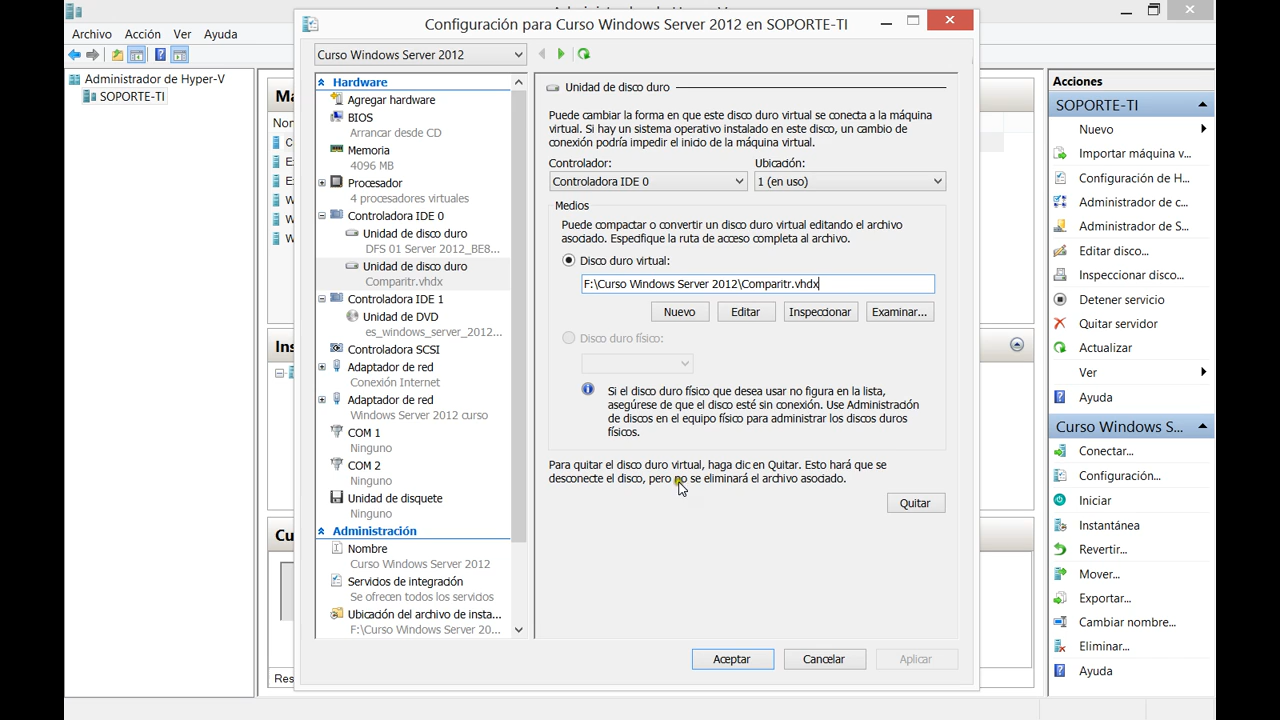 Configuración para Curso Windows Server 2012 en SOPORTE-TI
Archivo Acción Ver Ayuda
Administrador de Hyper-V
SOPORTE-TI
Curso Windows Server 2012
Hardware
Agregar hardware
BIOS
Arrancar desde CD
Memoria
4096 MB
Procesador
4 procesadores virtuales
Controladora IDE 0
Unidad de disco duro
DFS 01 Server 2012_BE8...
Unidad de disco duro
Comparitr.vhdx
Controladora IDE 1
Unidad de DVD
es_windows_server_2012...
Controladora SCSI
Adaptador de red
Conexión Internet
Adaptador de red
Windows Server 2012 curso
COM 1
Ninguno
COM 2
Ninguno
Unidad de disquete
Ninguno
Administración
Nombre
Curso Windows Server 2012
Servicios de integración
Se ofrecen todos los servicios
Ubicación del archivo de insta...
F:\Curso Windows Server 20...
Unidad de disco duro
Puede cambiar la forma en que este disco duro virtual se conecta a la máquina
virtual. Si hay un sistema operativo instalado en este disco, un cambio de
conexión podría impedir el inicio de la máquina virtual.
Controlador: Ubicación:
Controladora IDE 0 1 (en uso)
Medios
Puede compactar o convertir un disco duro virtual editando el archivo
asociado. Especifique la ruta de acceso completa al archivo.
Disco duro virtual:
F:\Curso Windows Server 2012\Comparitr.vhdx
Nuevo Editar Inspeccionar Examinar...
Disco duro físico:
Si el disco duro físico que desea usar no figura en la lista,
asegúrese de que el disco esté sin conexión. Use Administración
de discos en el equipo físico para administrar los discos duros
físicos.
Para quitar el disco duro virtual, haga clic en Quitar. Esto hará que se
desconecte el disco, pero no se eliminará el archivo asociado.
Quitar
Aceptar Cancelar Aplicar
Acciones
SOPORTE-TI
Nuevo
Importar máquina v...
Configuración de H...
Administrador de c...
Administrador de S...
Editar disco...
Inspeccionar disco...
Detener servicio
Quitar servidor
Actualizar
Ver
Ayuda
Curso Windows S...
Conectar...
Configuración...
Iniciar
Instantánea
Revertir...
Mover...
Exportar...
Cambiar nombre...
Eliminar...
Ayuda